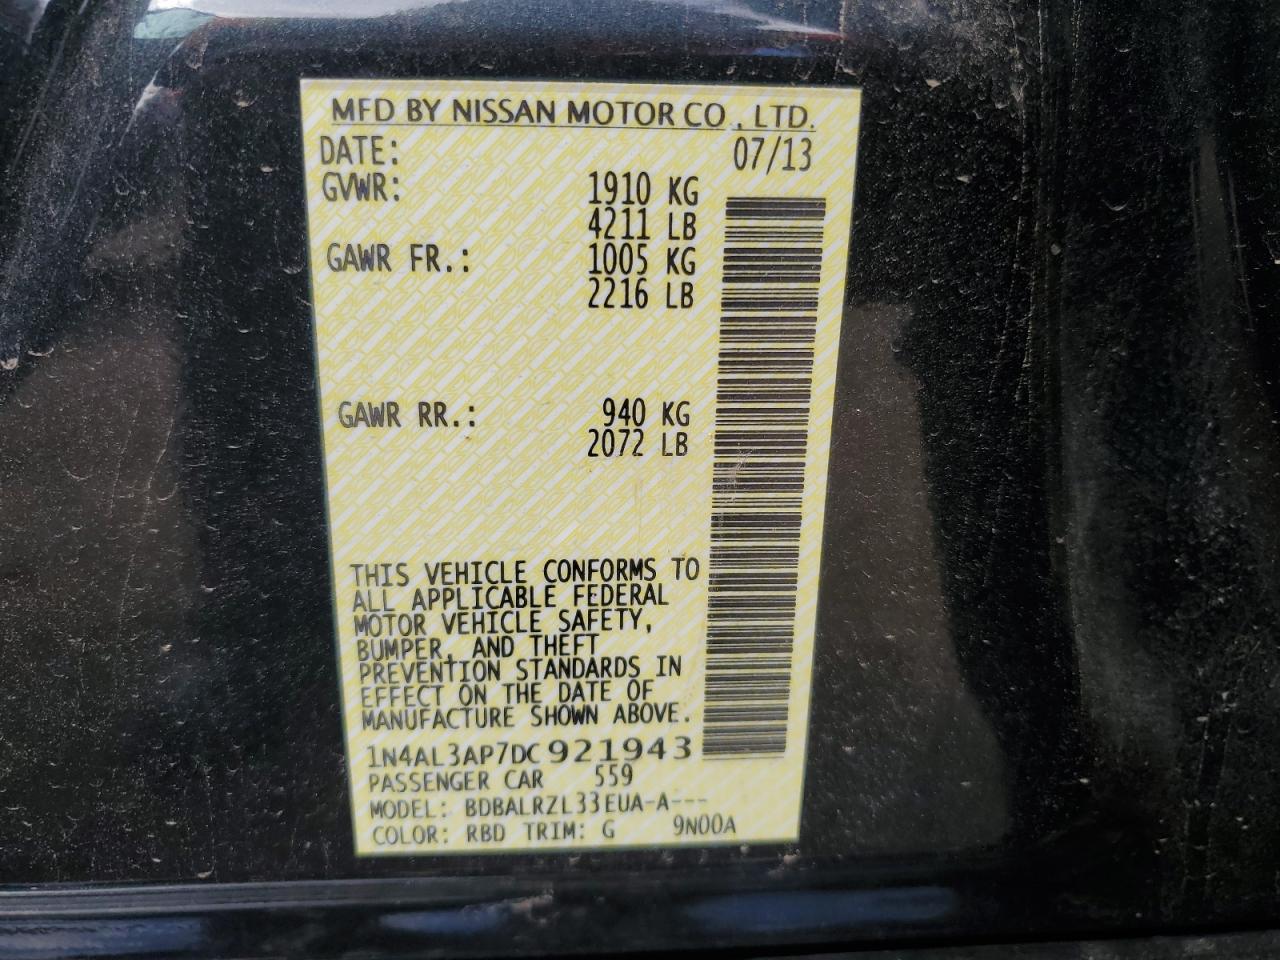 MFD BY NISSAN MOTOR CO., LTD.
DATE: 07/13
GVWR: 1910 KG
4211 LB
GAWR FR.: 1005 KG
2216 LB
GAWR RR.: 940 KG
2072 LB
THIS VEHICLE CONFORMS TO
ALL APPLICABLE FEDERAL
MOTOR VEHICLE SAFETY,
BUMPER, AND THEFT
PREVENTION STANDARDS IN
EFFECT ON THE DATE OF
MANUFACTURE SHOWN ABOVE.
1N4AL3AP7DC921943
PASSENGER CAR 559
MODEL: BDBALRZL33EUA-A---
COLOR: RBD TRIM: G 9N00A